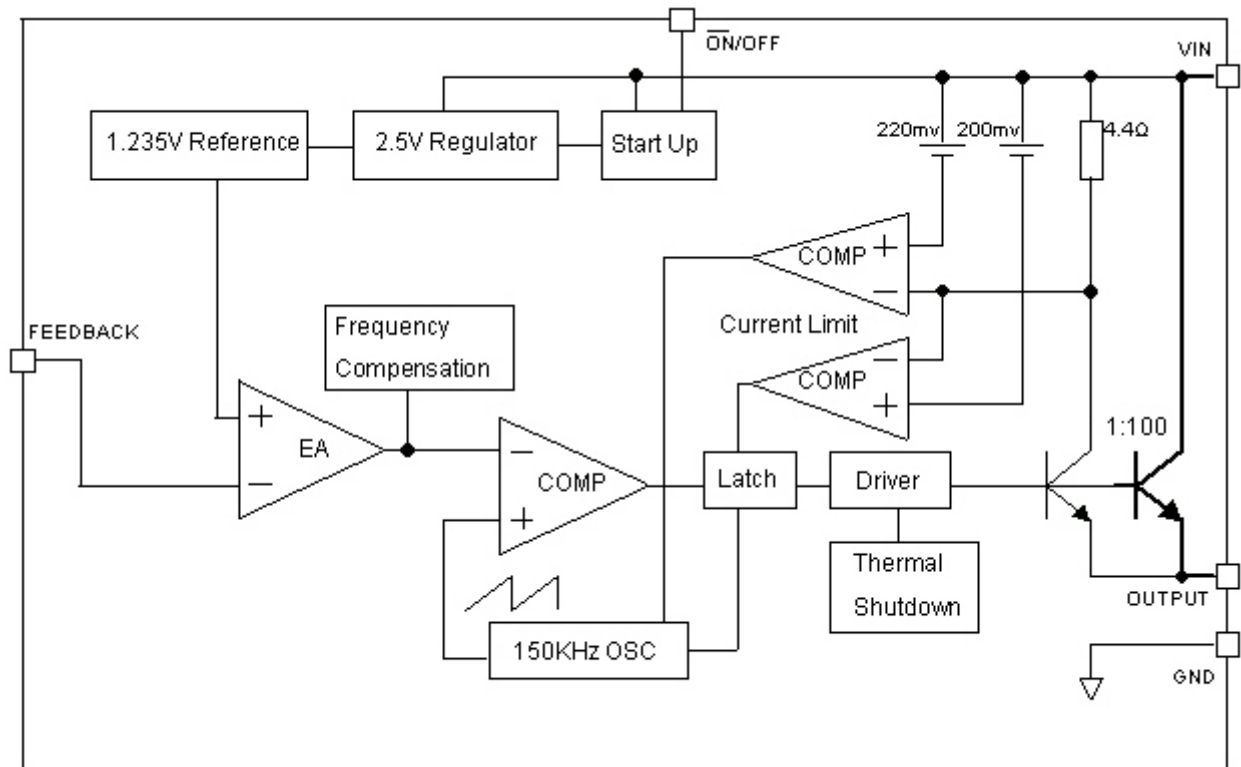 ON/OFF
VIN
1.235V Reference
2.5V Regulator
Start Up
220mv
200mv
4.4Ω
+
COMP
−
FEEDBACK
Frequency
Compensation
Current Limit
−
COMP
+
+
EA
−
−
COMP
+
1:100
Latch
Driver
Thermal
Shutdown
150KHz OSC
OUTPUT
GND